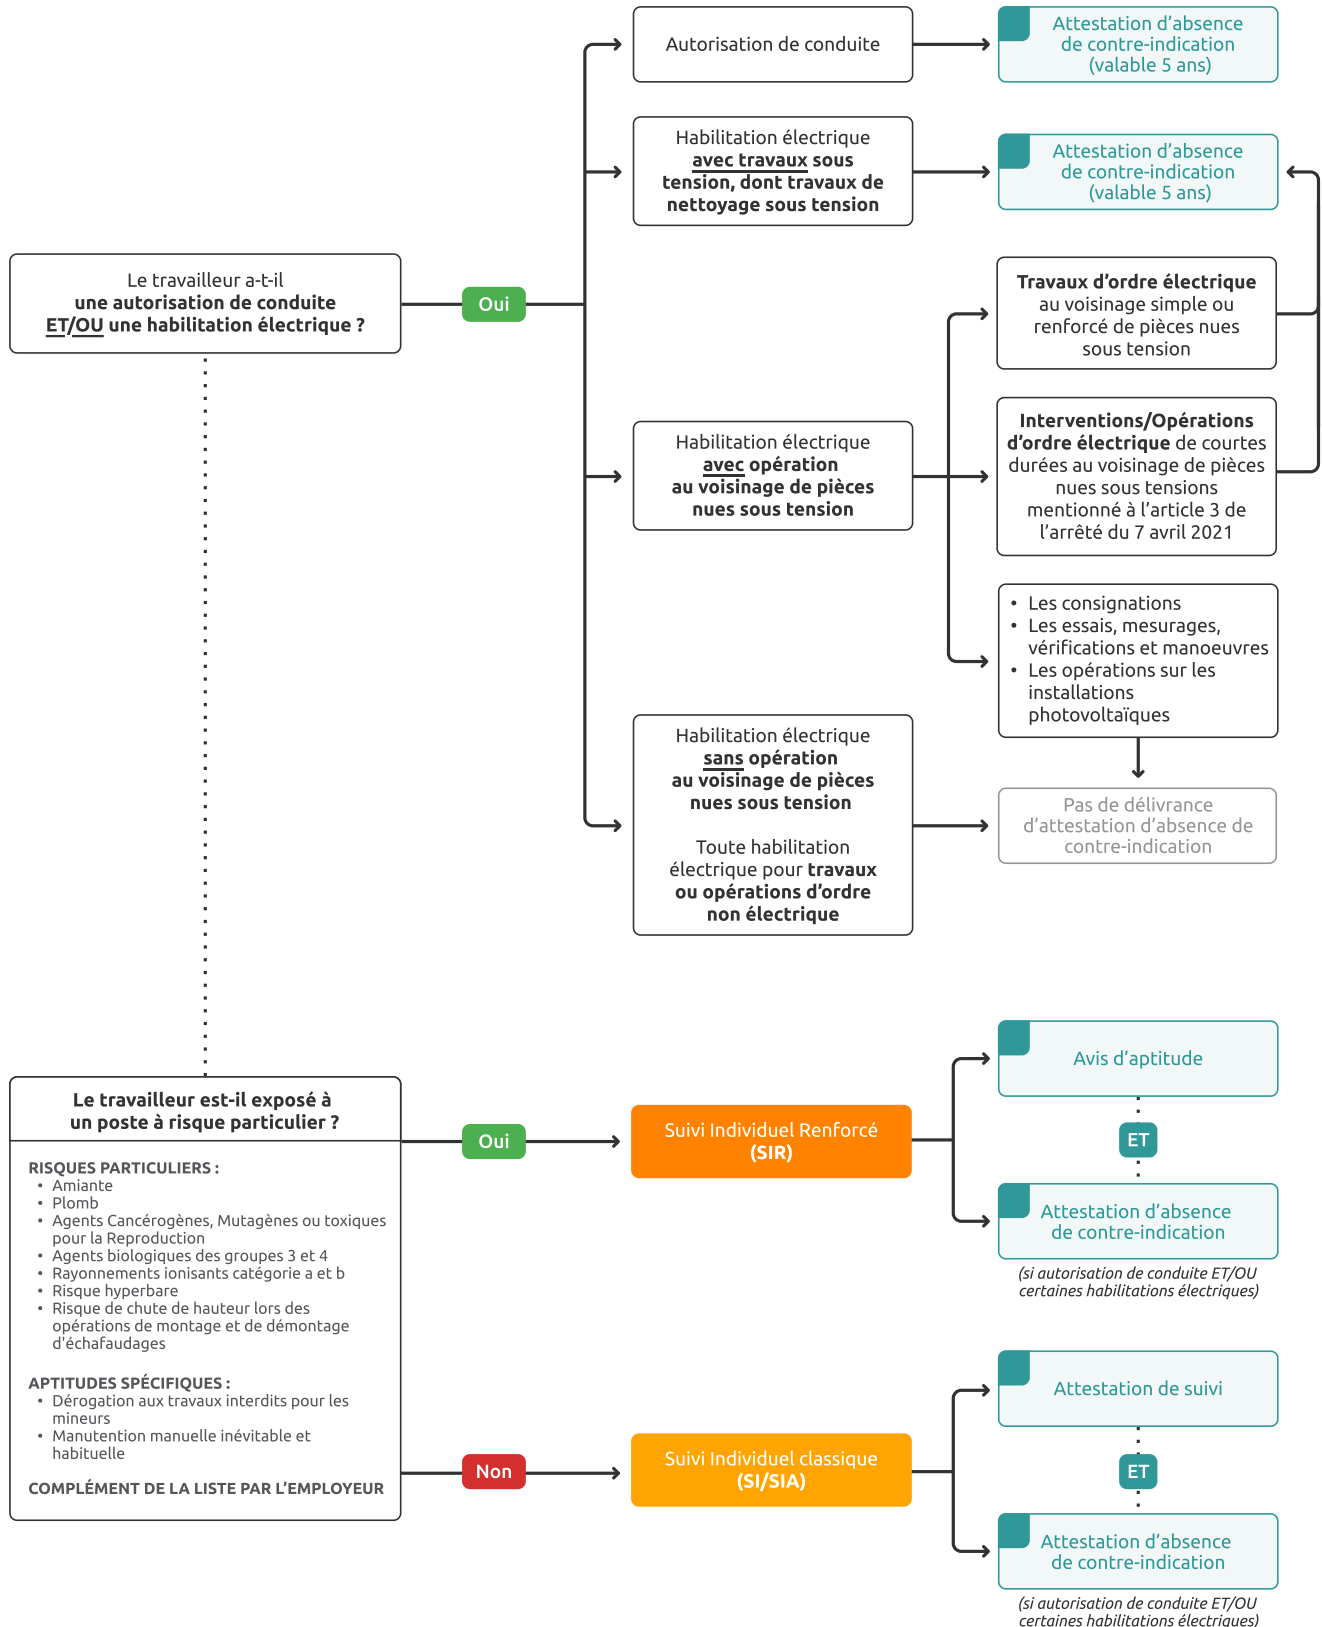 Autorisation de conduite
Attestation d'absence
de contre-indication
(valable 5 ans)
Habilitation électrique
avec travaux sous
tension, dont travaux de
nettoyage sous tension
Attestation d'absence
de contre-indication
(valable 5 ans)
Le travailleur a-t-il
une autorisation de conduite
ET/OU une habilitation électrique ?
Oui
Travaux d'ordre électrique
au voisinage simple ou
renforcé de pièces nues
sous tension
Habilitation électrique
avec opération
au voisinage de pièces
nues sous tension
Interventions/Opérations
d'ordre électrique de courtes
durées au voisinage de pièces
nues sous tensions
mentionné à l'article 3 de
l'arrêté du 7 avril 2021
• Les consignations
• Les essais, mesurages,
vérifications et manoeuvres
• Les opérations sur les
installations
photovoltaïques
Habilitation électrique
sans opération
au voisinage de pièces
nues sous tension
Toute habilitation
électrique pour travaux
ou opérations d'ordre
non électrique
Pas de délivrance
d'attestation d'absence de
contre-indication
Le travailleur est-il exposé à
un poste à risque particulier ?
RISQUES PARTICULIERS :
• Amiante
• Plomb
• Agents Cancérogènes, Mutagènes ou toxiques
pour la Reproduction
• Agents biologiques des groupes 3 et 4
• Rayonnements ionisants catégorie a et b
• Risque hyperbare
• Risque de chute de hauteur lors des
opérations de montage et de démontage
d'échafaudages
APTITUDES SPÉCIFIQUES :
• Dérogation aux travaux interdits pour les
mineurs
• Manutention manuelle inévitable et
habituelle
COMPLÉMENT DE LA LISTE PAR L'EMPLOYEUR
Oui
Suivi Individuel Renforcé
(SIR)
Avis d'aptitude
ET
Attestation d'absence
de contre-indication
(si autorisation de conduite ET/OU
certaines habilitations électriques)
Non
Suivi Individuel classique
(SI/SIA)
Attestation de suivi
ET
Attestation d'absence
de contre-indication
(si autorisation de conduite ET/OU
certaines habilitations électriques)